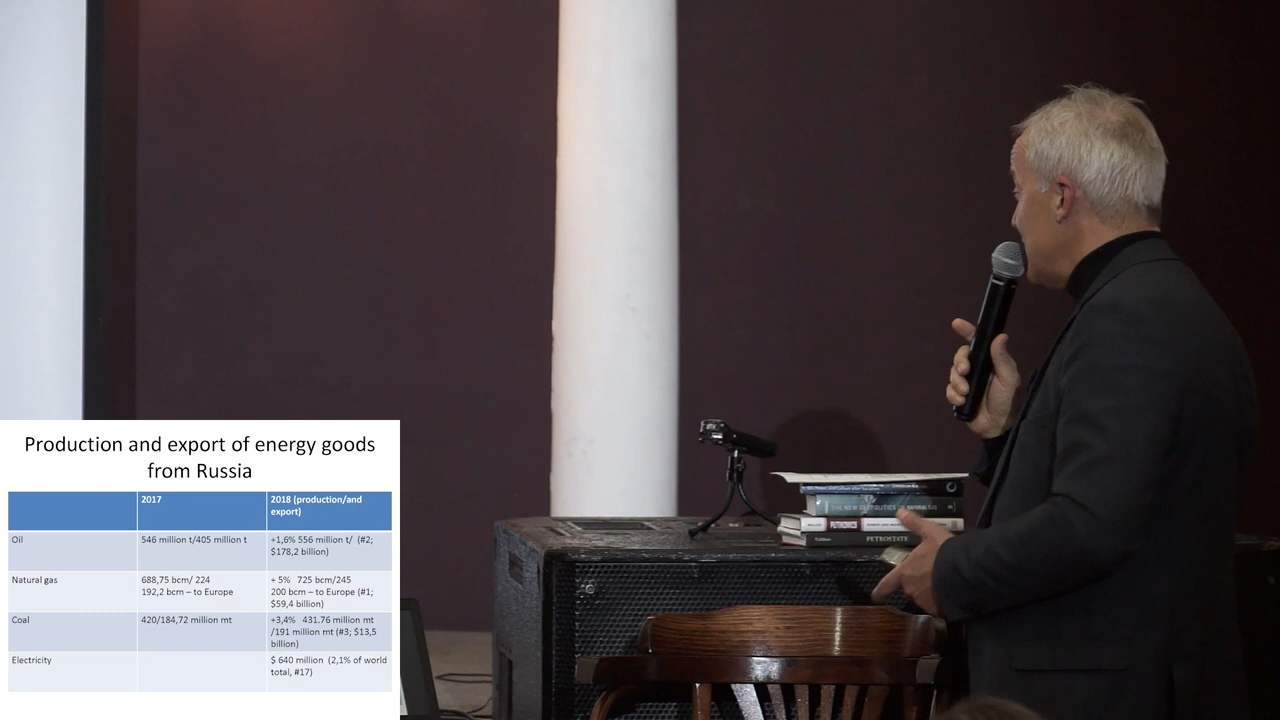 Production and export of energy goods
from Russia
2017
2018 (production/and
export)
Oil
546 million t/405 million t
+1,6% 556 million t/ (#2;
$178,2 billion)
Natural gas
688,75 bcm/ 224
192,2 bcm – to Europe
+ 5% 725 bcm/245
200 bcm – to Europe (#1;
$59,4 billion)
Coal
420/184,72 million mt
+3,4% 431.76 million mt
/191 million mt (#3; $13,5
billion)
Electricity
$ 640 million (2,1% of world
total, #17)
THE NEW GEOPOLITICS OF NATURAL GAS
PUTINOMICS
PETROSTATE